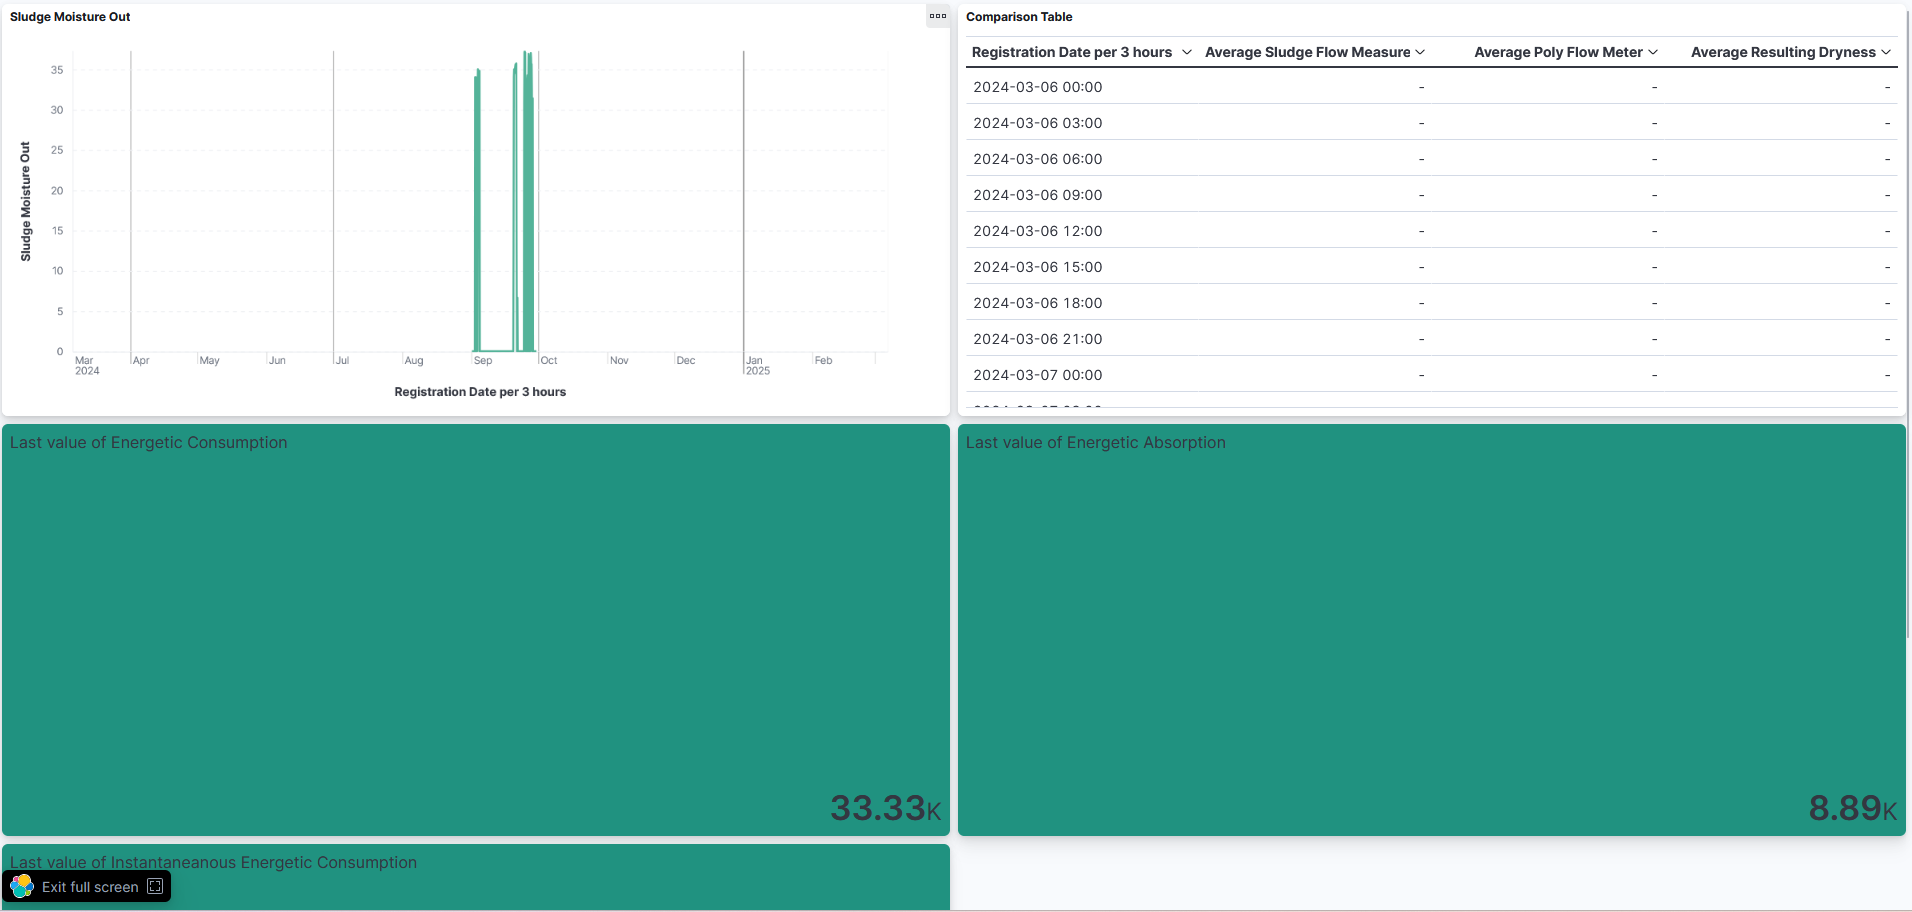 Sludge Moisture Out
Sludge Moisture Out
35
30
25
20
15
10
5
0
Mar Apr May Jun Jul Aug Sep Oct Nov Dec Jan Feb
2024 2025
Registration Date per 3 hours
Comparison Table
Registration Date per 3 hours Average Sludge Flow Measure Average Poly Flow Meter Average Resulting Dryness
2024-03-06 00:00 - - -
2024-03-06 03:00 - - -
2024-03-06 06:00 - - -
2024-03-06 09:00 - - -
2024-03-06 12:00 - - -
2024-03-06 15:00 - - -
2024-03-06 18:00 - - -
2024-03-06 21:00 - - -
2024-03-07 00:00 - - -
Last value of Energetic Consumption
33.33K
Last value of Energetic Absorption
8.89K
Last value of Instantaneanous Energetic Consumption
Exit full screen